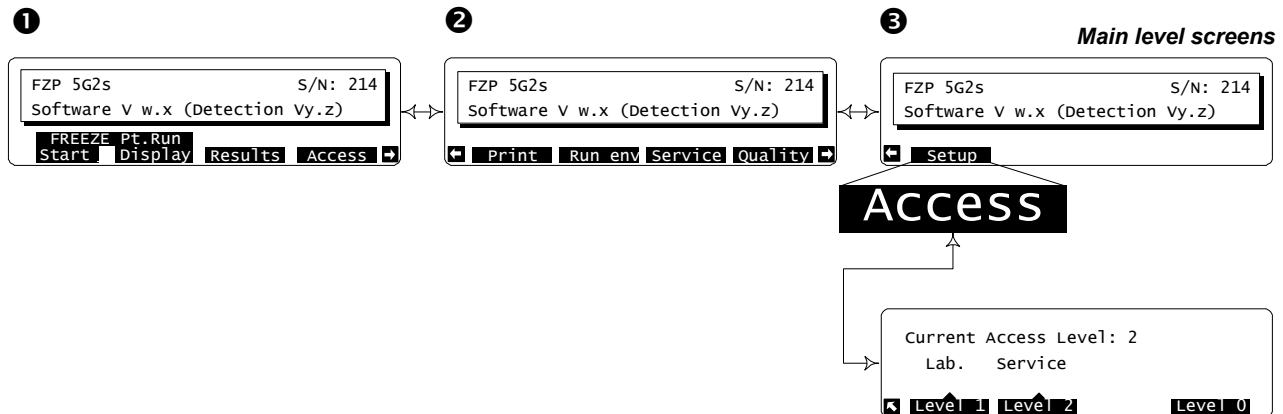 ❶
❷
❸
Main level screens
FZP 5G2s S/N: 214
Software V w.x (Detection Vy.z)
FREEZE Pt.Run
Start Display Results Access
FZP 5G2s S/N: 214
Software V w.x (Detection Vy.z)
Print Run env Service Quality
FZP 5G2s S/N: 214
Software V w.x (Detection Vy.z)
Setup
Access
Current Access Level: 2
Lab. Service
Level 1 Level 2 Level 0